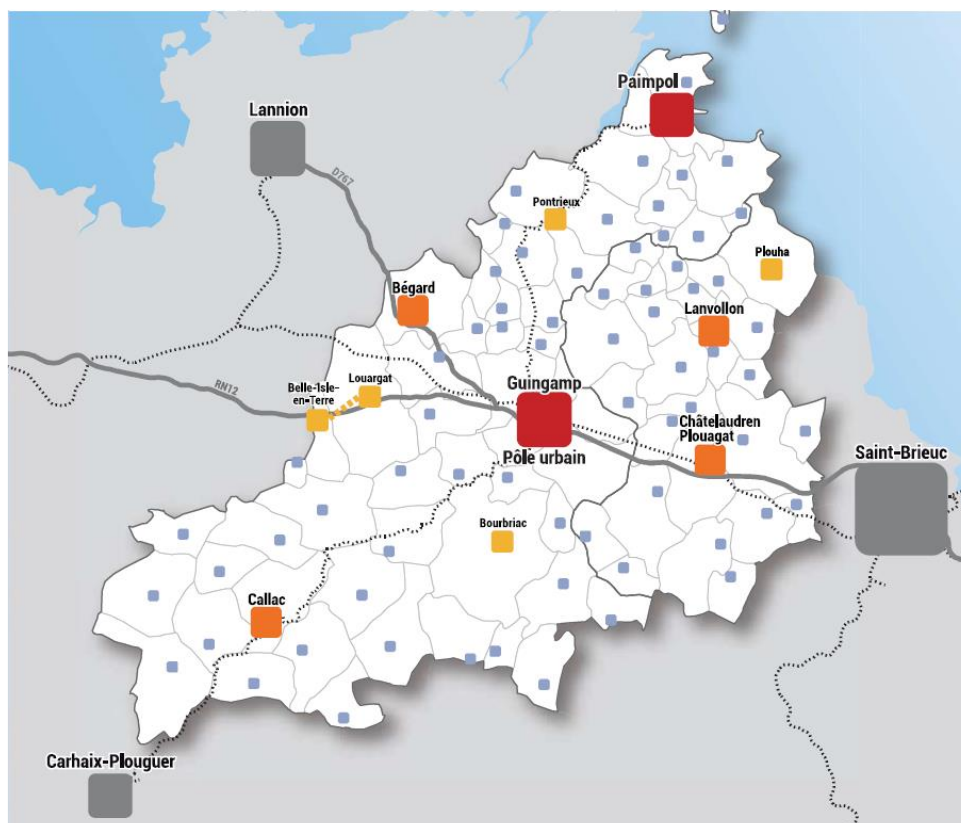 Paimpol
Lannion
D767
Pontrieux
Plouha
Bégard
Lanvollon
Louargat
Belle-Isle-
en-Terre
RN12
Guingamp
Pôle urbain
Châtelaudren
Plouagat
Saint-Brieuc
Bourbriac
Callac
Carhaix-Plouguer